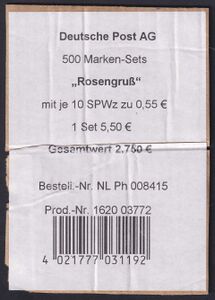 Deutsche Post AG
500 Marken-Sets
„Rosengruß“
mit je 10 SPWz zu 0,55 €
1 Set 5,50 €
Gesamtwert 2.750 €
Bestell.-Nr. NL Ph 008415
Prod.-Nr. 1620 03772
4 021777 031192